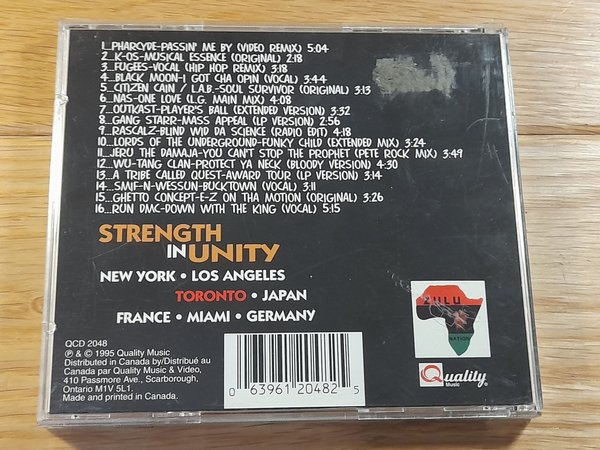 1...PHARCYDE-PASSIN' ME BY (VIDEO REMIX) 5:04
2...K-OS-MUSICAL ESSENCE (ORIGINAL) 2:18
3...FUGEES-VOCAL (HIP HOP REMIX) 3:18
4...BLACK MOON-I GOT CHA OPIN (VOCAL) 3:44
5...CITIZEN CAIN / L.A.B.-SOUL SURVIVOR (ORIGINAL) 3:13
6...NAS-ONE LOVE (L.G. MAIN MIX) 4:08
7...OUTKAST-PLAYER'S BALL (EXTENDED VERSION) 3:32
8...GANG STARR-MASS APPEAL (LP VERSION) 2:56
9...RASCALZ-BLIND WID DA SCIENCE (RADIO EDIT) 4:18
10...LORDS OF THE UNDERGROUND-FUNKY CHILD (EXTENDED MIX) 3:24
11...JERU THE DAMAJA-YOU CAN'T STOP THE PROPHET (PETE ROCK MIX) 3:49
12...WU-TANG CLAN-PROTECT YA NECK (BLOODY VERSION) 4:30
13...A TRIBE CALLED QUEST-AWARD TOUR (LP VERSION) 3:14
14...SMIF-N-WESSUN-BUCKTOWN (VOCAL) 3:11
15...GHETTO CONCEPT-E-Z ON THA MOTION (ORIGINAL) 3:26
16...RUN DMC-DOWN WITH THE KING (VOCAL) 5:15
STRENGTH
IN UNITY
NEW YORK • LOS ANGELES
TORONTO • JAPAN
FRANCE • MIAMI • GERMANY
ZULU
NATION
QCD 2048
℗ & © 1995 Quality Music
Distributed in Canada by/Distribué au
Canada par Quality Music & Video,
410 Passmore Ave., Scarborough,
Ontario M1V 5L1.
Made and printed in Canada.
0 63961 20482 5
Quality
Music